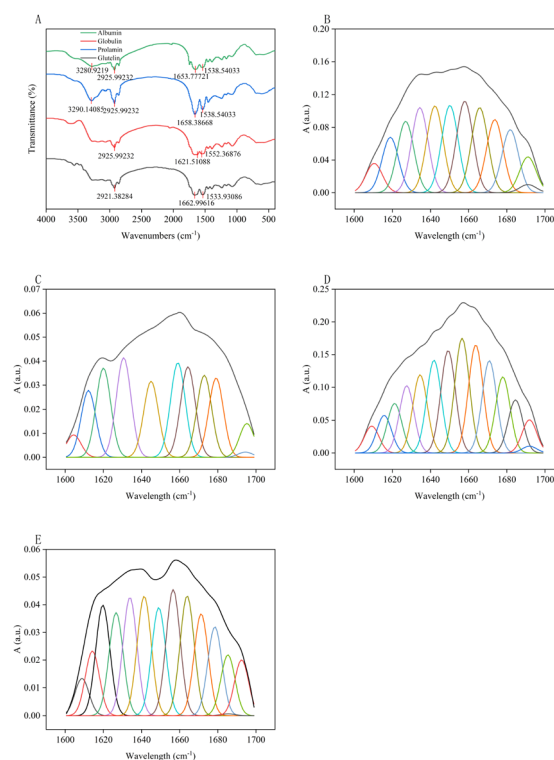 A
Albumin
Globulin
Prolamin
Glutelin
3280.9219
2925.99232
1653.77721
1538.54033
3290.14085
2925.99232
1658.38668
1538.54033
2925.99232
1621.51088
1552.36876
2921.38284
1662.99616
1533.93086
Transmittance (%)
4000 3500 3000 2500 2000 1500 1000 500
Wavenumbers (cm⁻¹)
B
0.20
0.16
0.12
0.08
0.04
0.00
A (a.u.)
1600 1620 1640 1660 1680 1700
Wavelength (cm⁻¹)
C
0.07
0.06
0.05
0.04
0.03
0.02
0.01
0.00
A (a.u.)
1600 1620 1640 1660 1680 1700
Wavelength (cm⁻¹)
D
0.25
0.20
0.15
0.10
0.05
0.00
A (a.u.)
1600 1620 1640 1660 1680 1700
Wavelength (cm⁻¹)
E
0.06
0.05
0.04
0.03
0.02
0.01
0.00
A (a.u.)
1600 1620 1640 1660 1680 1700
Wavelength (cm⁻¹)